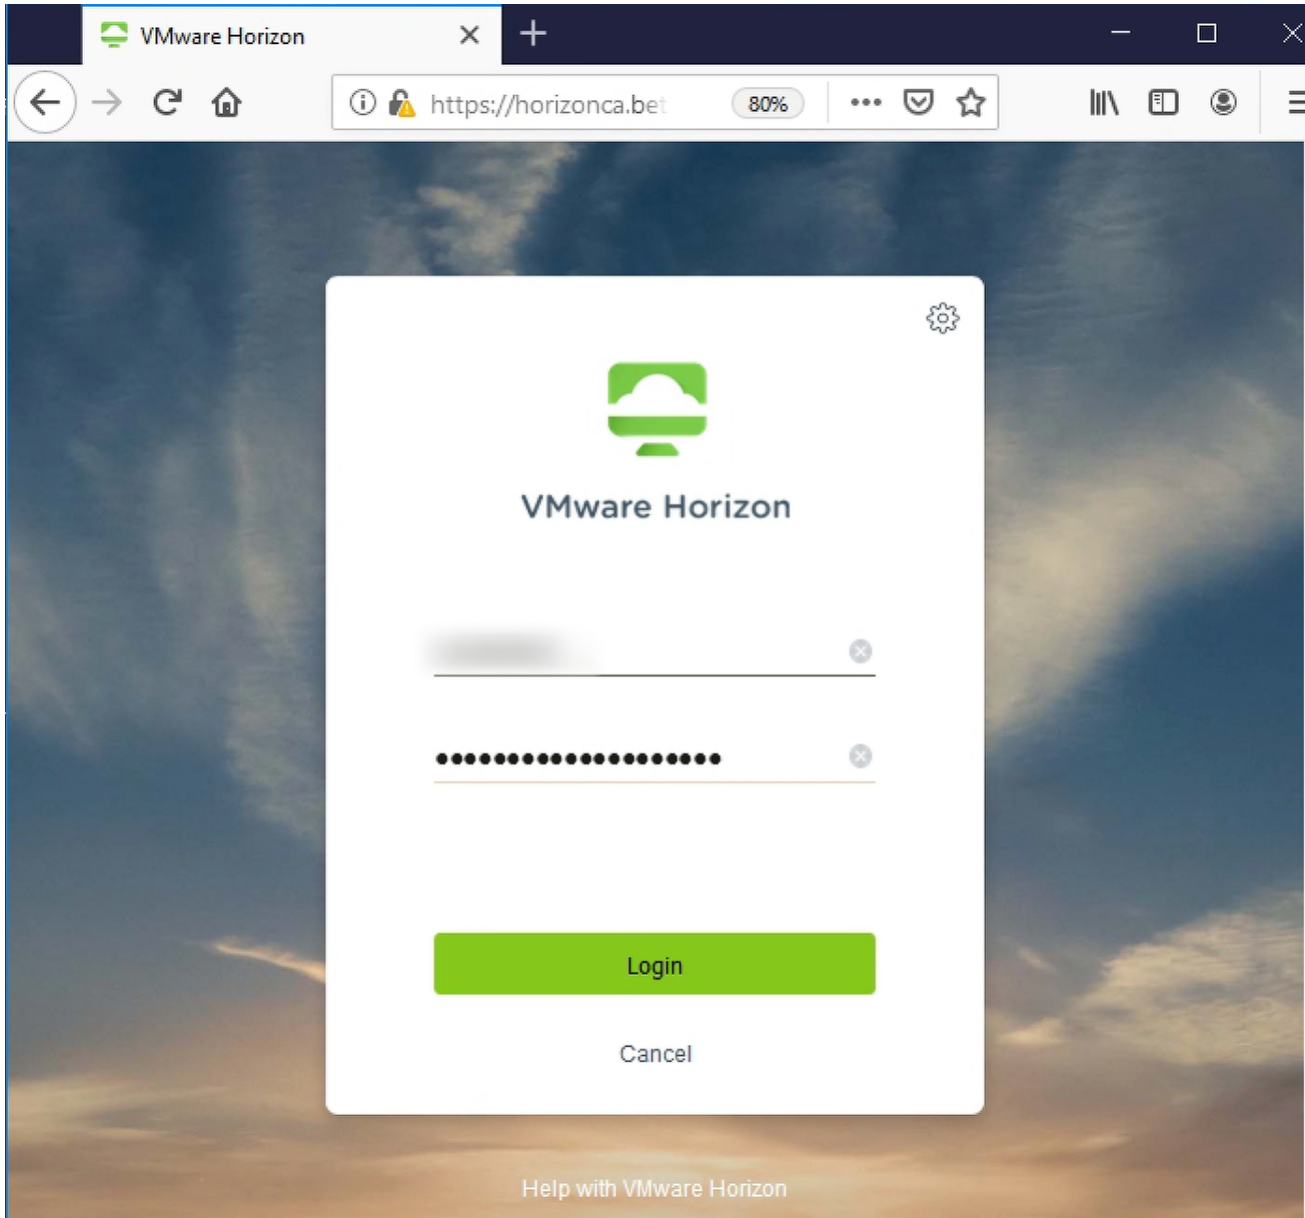 VMware Horizon
https://horizonca.bet
80%
VMware Horizon
••••••••••••••••••••
Login
Cancel
Help with VMware Horizon